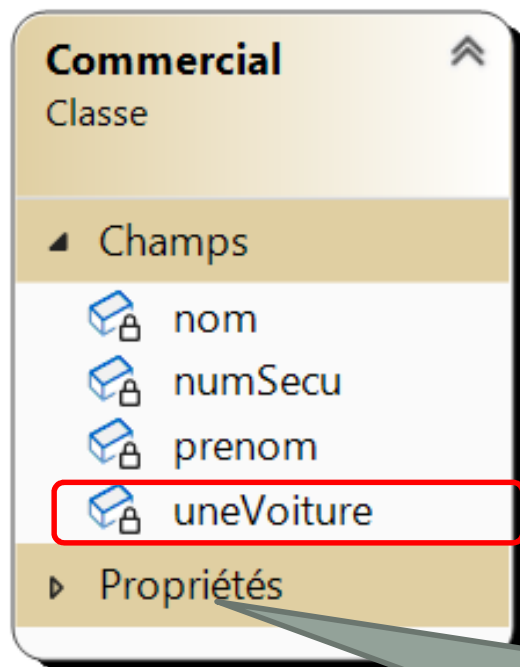 Commercial
Classe
Champs
nom
numSecu
prenom
uneVoiture
Propriétés